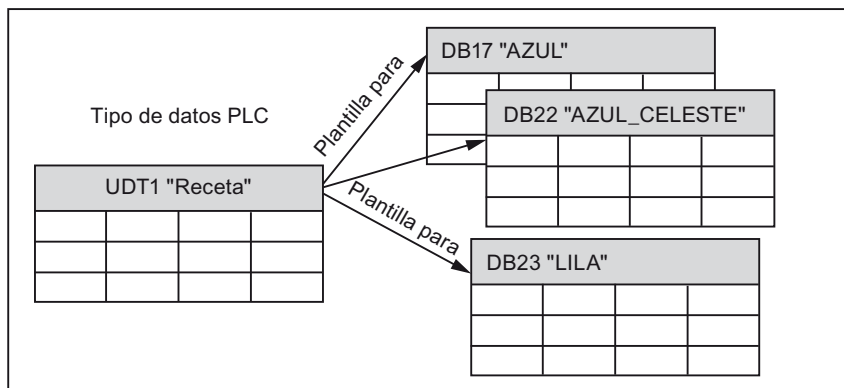 DB17 "AZUL"
Plantilla para
Tipo de datos PLC
DB22 "AZUL_CELESTE"
UDT1 "Receta"
Plantilla para
DB23 "LILA"